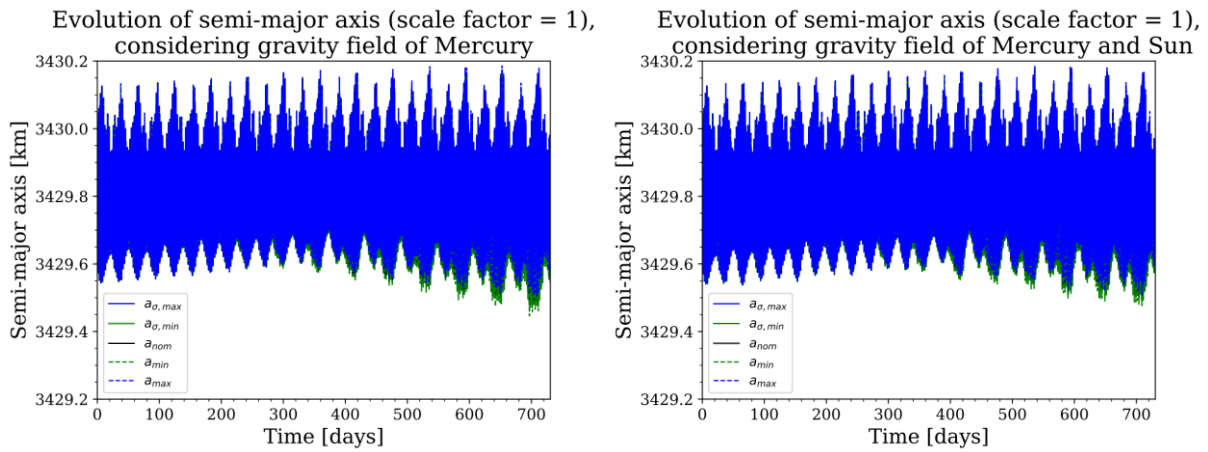 Evolution of semi-major axis (scale factor = 1),
considering gravity field of Mercury
3430.2
3430.0
3429.8
3429.6
3429.4
3429.2
Semi-major axis [km]
a_{σ,max}
a_{σ,min}
a_{nom}
a_{min}
a_{max}
0 100 200 300 400 500 600 700
Time [days]
Evolution of semi-major axis (scale factor = 1),
considering gravity field of Mercury and Sun
3430.2
3430.0
3429.8
3429.6
3429.4
3429.2
Semi-major axis [km]
a_{σ,max}
a_{σ,min}
a_{nom}
a_{min}
a_{max}
0 100 200 300 400 500 600 700
Time [days]